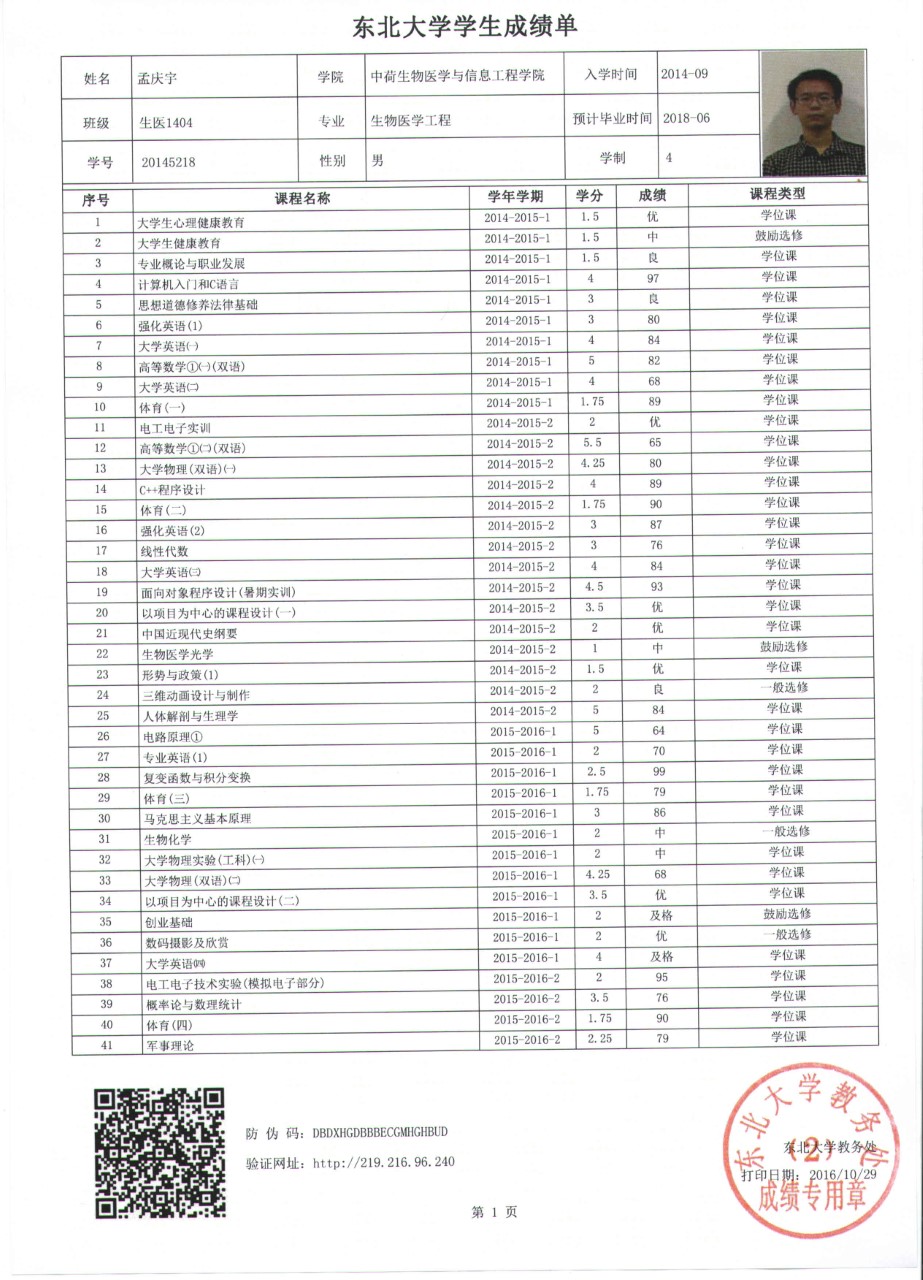 东北大学学生成绩单
姓名 孟庆宇 学院 中荷生物医学与信息工程学院 入学时间 2014-09
班级 生医1404 专业 生物医学工程 预计毕业时间 2018-06
学号 20145218 性别 男 学制 4
序号 课程名称 学年学期 学分 成绩 课程类型
1 大学生心理健康教育 2014-2015-1 1.5 优 学位课
2 大学生健康教育 2014-2015-1 1.5 中 鼓励选修
3 专业概论与职业发展 2014-2015-1 1.5 良 学位课
4 计算机入门和C语言 2014-2015-1 4 97 学位课
5 思想道德修养法律基础 2014-2015-1 3 良 学位课
6 强化英语(1) 2014-2015-1 3 80 学位课
7 大学英语㈠ 2014-2015-1 4 84 学位课
8 高等数学①㈠(双语) 2014-2015-1 5 82 学位课
9 大学英语㈡ 2014-2015-1 4 68 学位课
10 体育(一) 2014-2015-1 1.75 89 学位课
11 电工电子实训 2014-2015-2 2 优 学位课
12 高等数学①㈡(双语) 2014-2015-2 5.5 65 学位课
13 大学物理(双语)㈠ 2014-2015-2 4.25 80 学位课
14 C++程序设计 2014-2015-2 4 89 学位课
15 体育(二) 2014-2015-2 1.75 90 学位课
16 强化英语(2) 2014-2015-2 3 87 学位课
17 线性代数 2014-2015-2 3 76 学位课
18 大学英语㈢ 2014-2015-2 4 84 学位课
19 面向对象程序设计(暑期实训) 2014-2015-2 4.5 93 学位课
20 以项目为中心的课程设计(一) 2014-2015-2 3.5 优 学位课
21 中国近现代史纲要 2014-2015-2 2 优 学位课
22 生物医学光学 2014-2015-2 1 中 鼓励选修
23 形势与政策(1) 2014-2015-2 1.5 优 学位课
24 三维动画设计与制作 2014-2015-2 2 良 一般选修
25 人体解剖与生理学 2014-2015-2 5 84 学位课
26 电路原理① 2015-2016-1 5 64 学位课
27 专业英语(1) 2015-2016-1 2 70 学位课
28 复变函数与积分变换 2015-2016-1 2.5 99 学位课
29 体育(三) 2015-2016-1 1.75 79 学位课
30 马克思主义基本原理 2015-2016-1 3 86 学位课
31 生物化学 2015-2016-1 2 中 一般选修
32 大学物理实验(工科)㈠ 2015-2016-1 2 中 学位课
33 大学物理(双语)㈡ 2015-2016-1 4.25 68 学位课
34 以项目为中心的课程设计(二) 2015-2016-1 3.5 优 学位课
35 创业基础 2015-2016-1 2 及格 鼓励选修
36 数码摄影及欣赏 2015-2016-1 2 优 一般选修
37 大学英语㈣ 2015-2016-1 4 及格 学位课
38 电工电子技术实验(模拟电子部分) 2015-2016-2 2 95 学位课
39 概率论与数理统计 2015-2016-2 3.5 76 学位课
40 体育(四) 2015-2016-2 1.75 90 学位课
41 军事理论 2015-2016-2 2.25 79 学位课
防 伪 码: DBDXHGDBBBECGMHGHBUD
验证网址: http://219.216.96.240
东北大学教务处
(2)
东北大学教务处
打印日期: 2016/10/29
成绩专用章
第 1 页